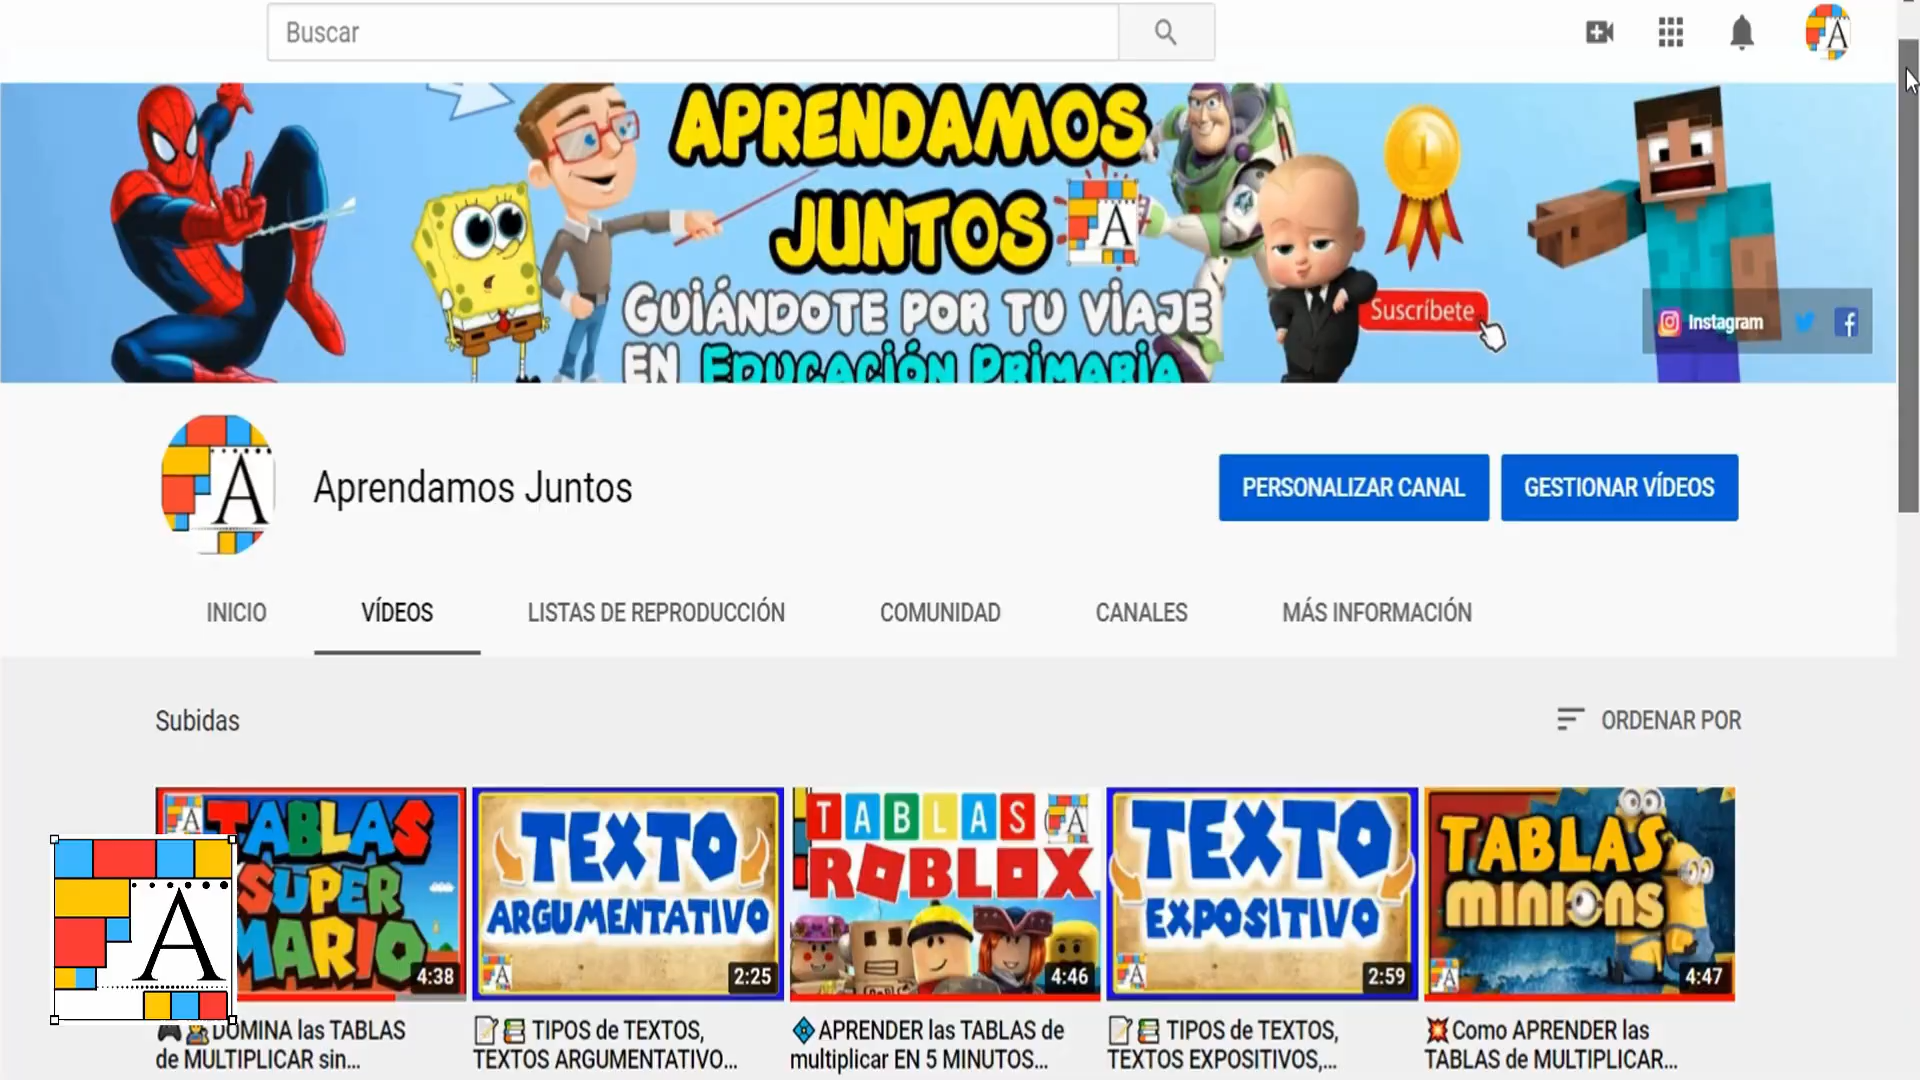 Buscar
APRENDAMOS
JUNTOS
A
GUIÁNDOTE POR TU VIAJE
EN EDUCACIÓN PRIMARIA
1
Suscríbete
Instagram
A
Aprendamos Juntos
PERSONALIZAR CANAL
GESTIONAR VÍDEOS
INICIO
VÍDEOS
LISTAS DE REPRODUCCIÓN
COMUNIDAD
CANALES
MÁS INFORMACIÓN
Subidas
ORDENAR POR
TABLAS
SUPER
MARIO
4:38
TEXTO
ARGUMENTATIVO
2:25
TABLAS
ROBLOX
4:46
TEXTO
EXPOSITIVO
2:59
TABLAS
MINIONS
4:47
A
DOMINA las TABLAS
de MULTIPLICAR sin...
TIPOS de TEXTOS,
TEXTOS ARGUMENTATIVO...
APRENDER las TABLAS de
multiplicar EN 5 MINUTOS...
TIPOS de TEXTOS,
TEXTOS EXPOSITIVOS,...
Como APRENDER las
TABLAS de MULTIPLICAR...